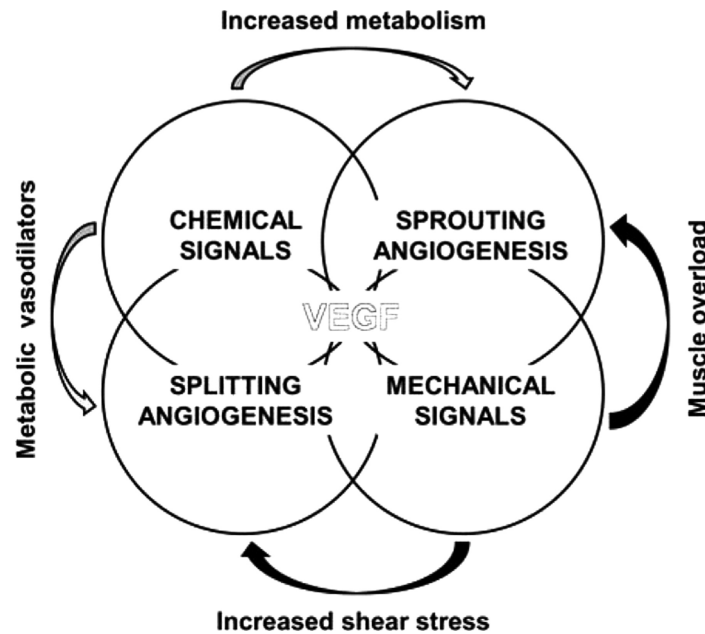 Increased metabolism
CHEMICAL
SIGNALS
SPROUTING
ANGIOGENESIS
Metabolic vasodilators
Muscle overload
VEGF
SPLITTING
ANGIOGENESIS
MECHANICAL
SIGNALS
Increased shear stress